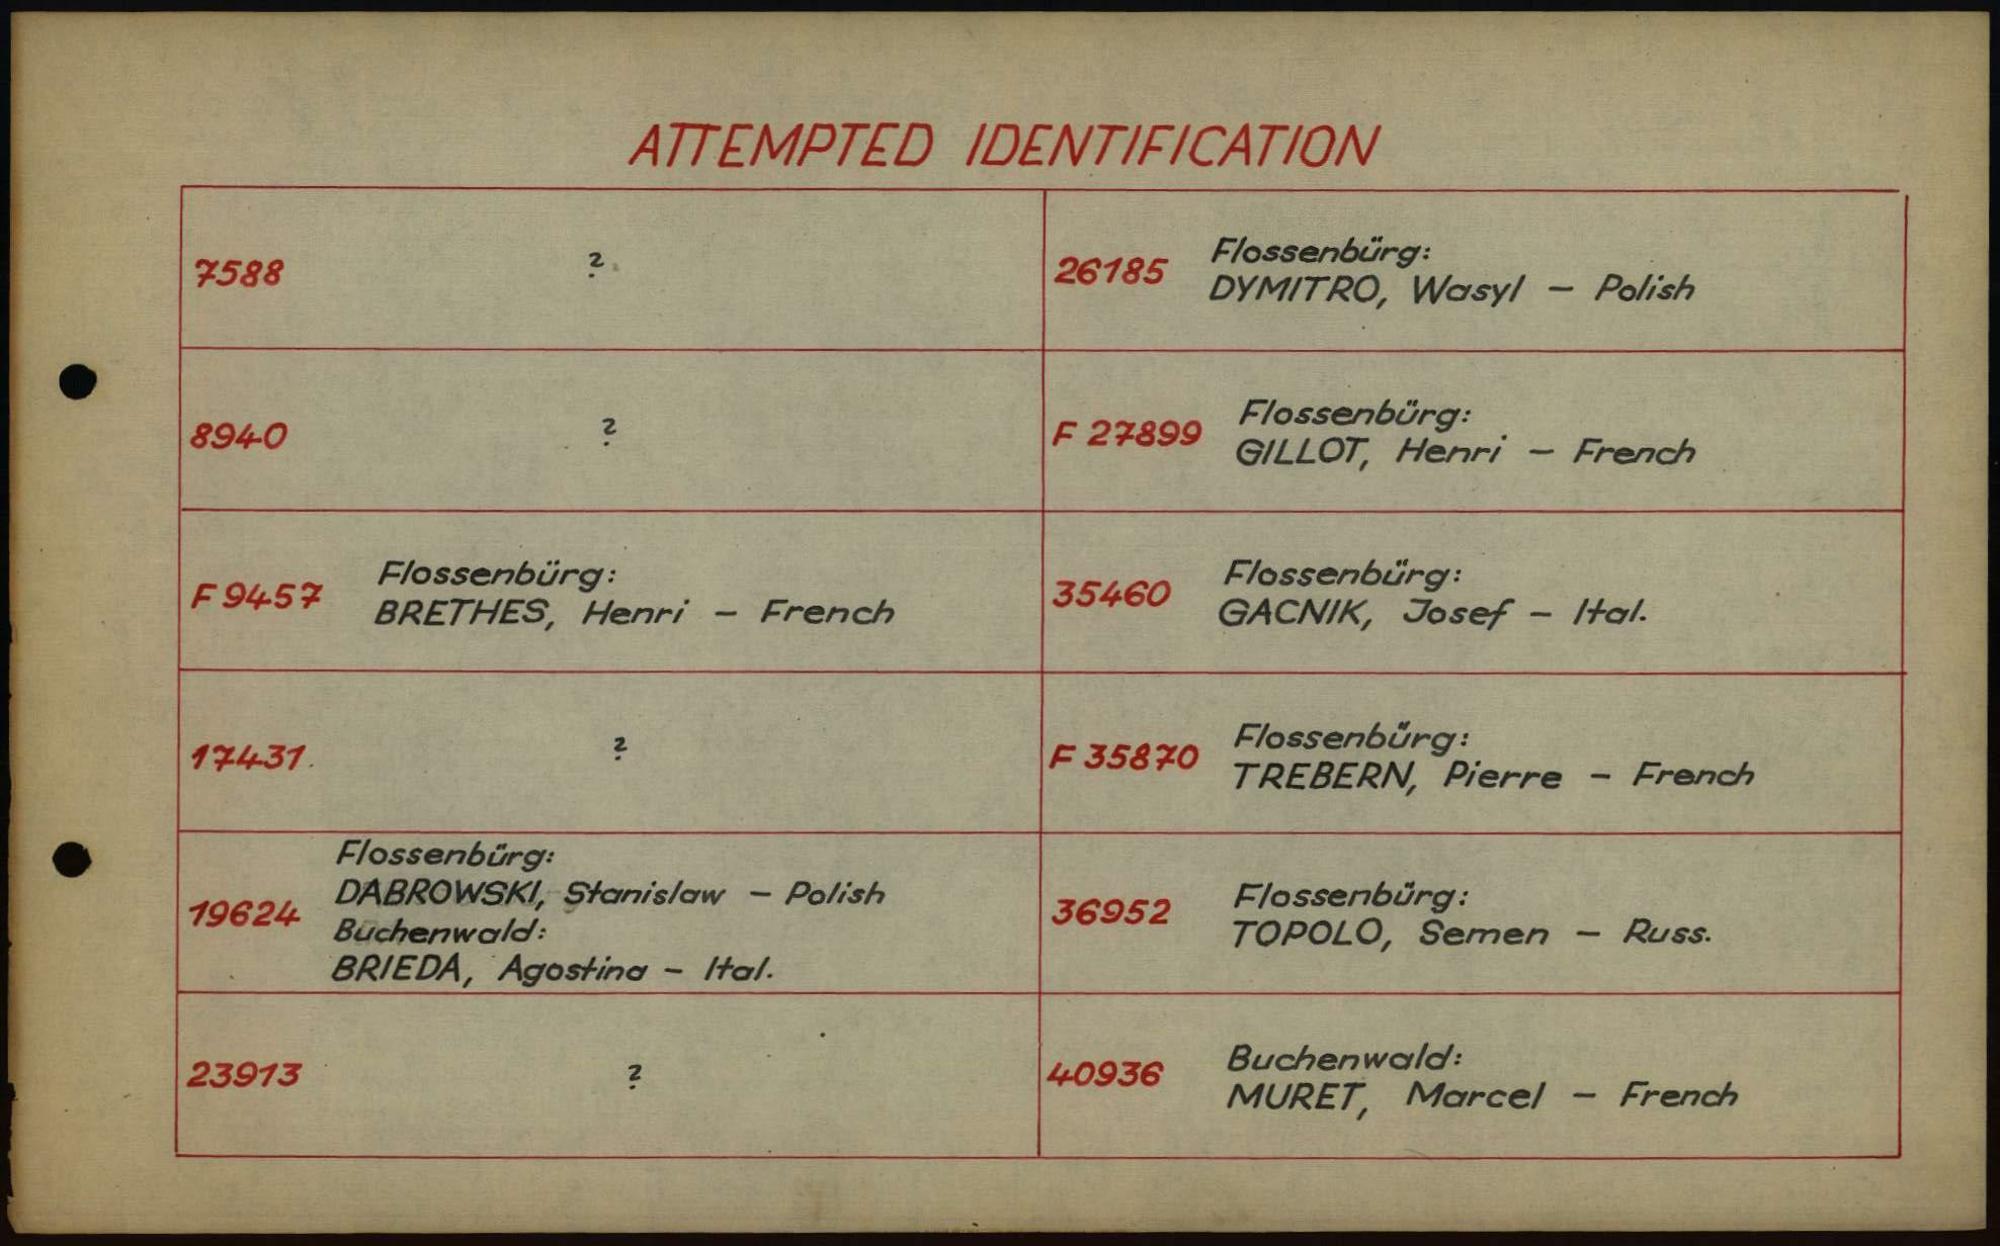 ATTEMPTED IDENTIFICATION
7588 ?
26185 Flossenbürg:
DYMITRO, Wasyl – Polish
8940 ?
F 27899 Flossenbürg:
GILLOT, Henri – French
F 9457 Flossenbürg:
BRETHES, Henri – French
35460 Flossenbürg:
GACNIK, Josef – Ital.
17431. ?
F 35870 Flossenbürg:
TREBERN, Pierre – French
19624 Flossenbürg:
DABROWSKI, Stanislaw – Polish
Buchenwald:
BRIEDA, Agostina – Ital.
36952 Flossenbürg:
TOPOLO, Semen – Russ.
23913 ?
40936 Buchenwald:
MURET, Marcel – French